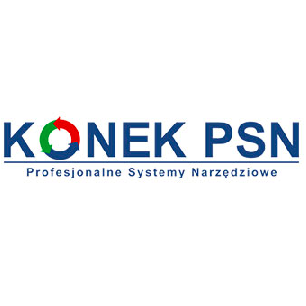 KONEK PSN
Profesjonalne Systemy Narzędziowe